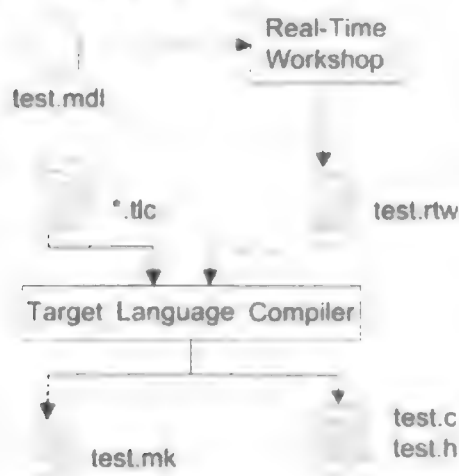 Real-Time
Workshop
test.mdl
*.tlc
test.rtw
Target Language Compiler
test.c
test.h
test.mk